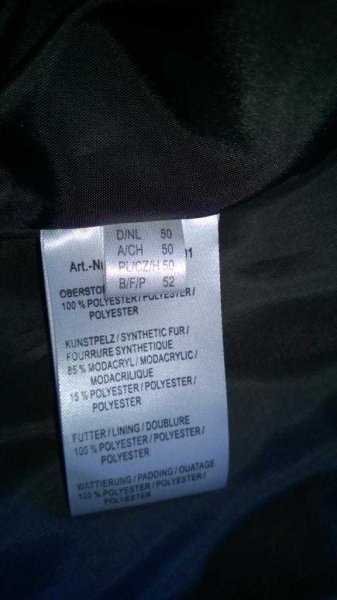 D/NL 50
A/CH 50
PL/CZ/H 50
B/F/P 52
Art.-N
100 % POLYESTER / POLYESTER /
POLYESTER
KUNSTPELZ / SYNTHETIC FUR /
FOURRURE SYNTHETIQUE
85 % MODACRYL / MODACRYLIC /
MODACRILIQUE
15 % POLYESTER / POLYESTER /
POLYESTER
FUTTER / LINING / DOUBLURE
100 % POLYESTER / POLYESTER /
POLYESTER
WATTIERUNG / PADDING / OUATAGE
100 % POLYESTER / POLYESTER /
POLYESTER